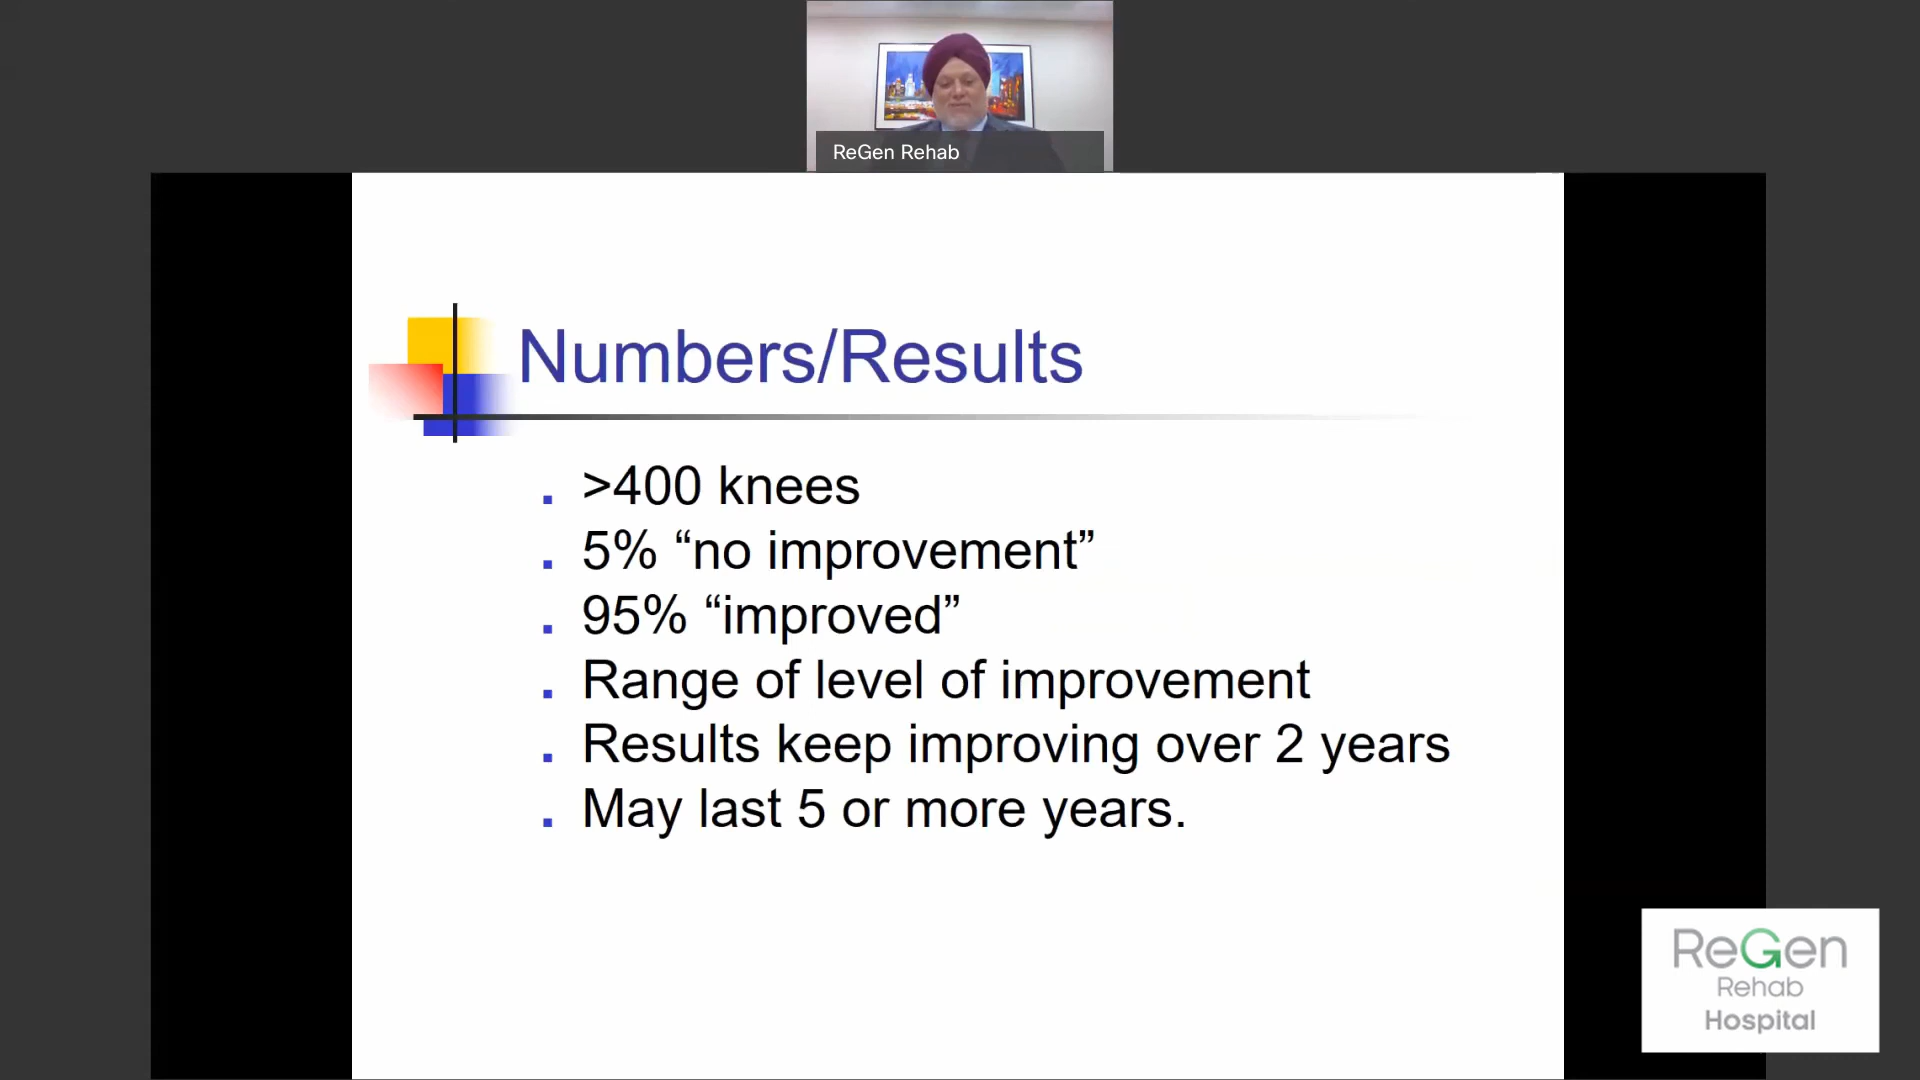 ReGen Rehab
Numbers/Results
>400 knees
5% “no improvement”
95% “improved”
Range of level of improvement
Results keep improving over 2 years
May last 5 or more years.
ReGen
Rehab
Hospital